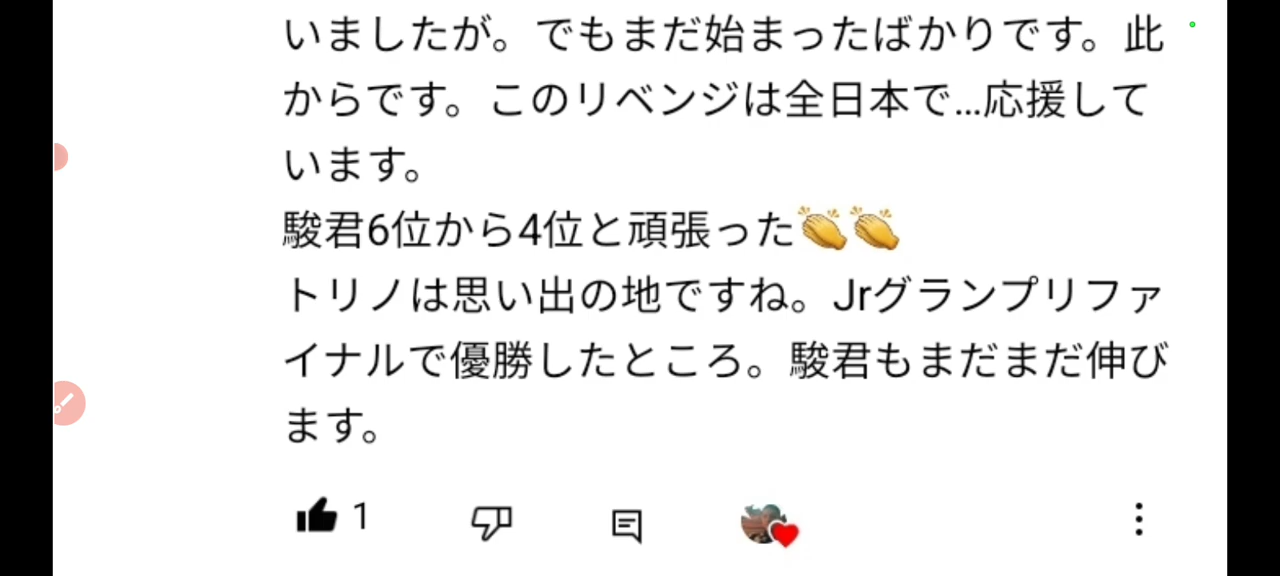 いましたが。でもまだ始まったばかりです。此
からです。このリベンジは全日本で…応援して
います。
駿君6位から4位と頑張った👏👏
トリノは思い出の地ですね。Jrグランプリファ
イナルで優勝したところ。駿君もまだまだ伸び
ます。
1